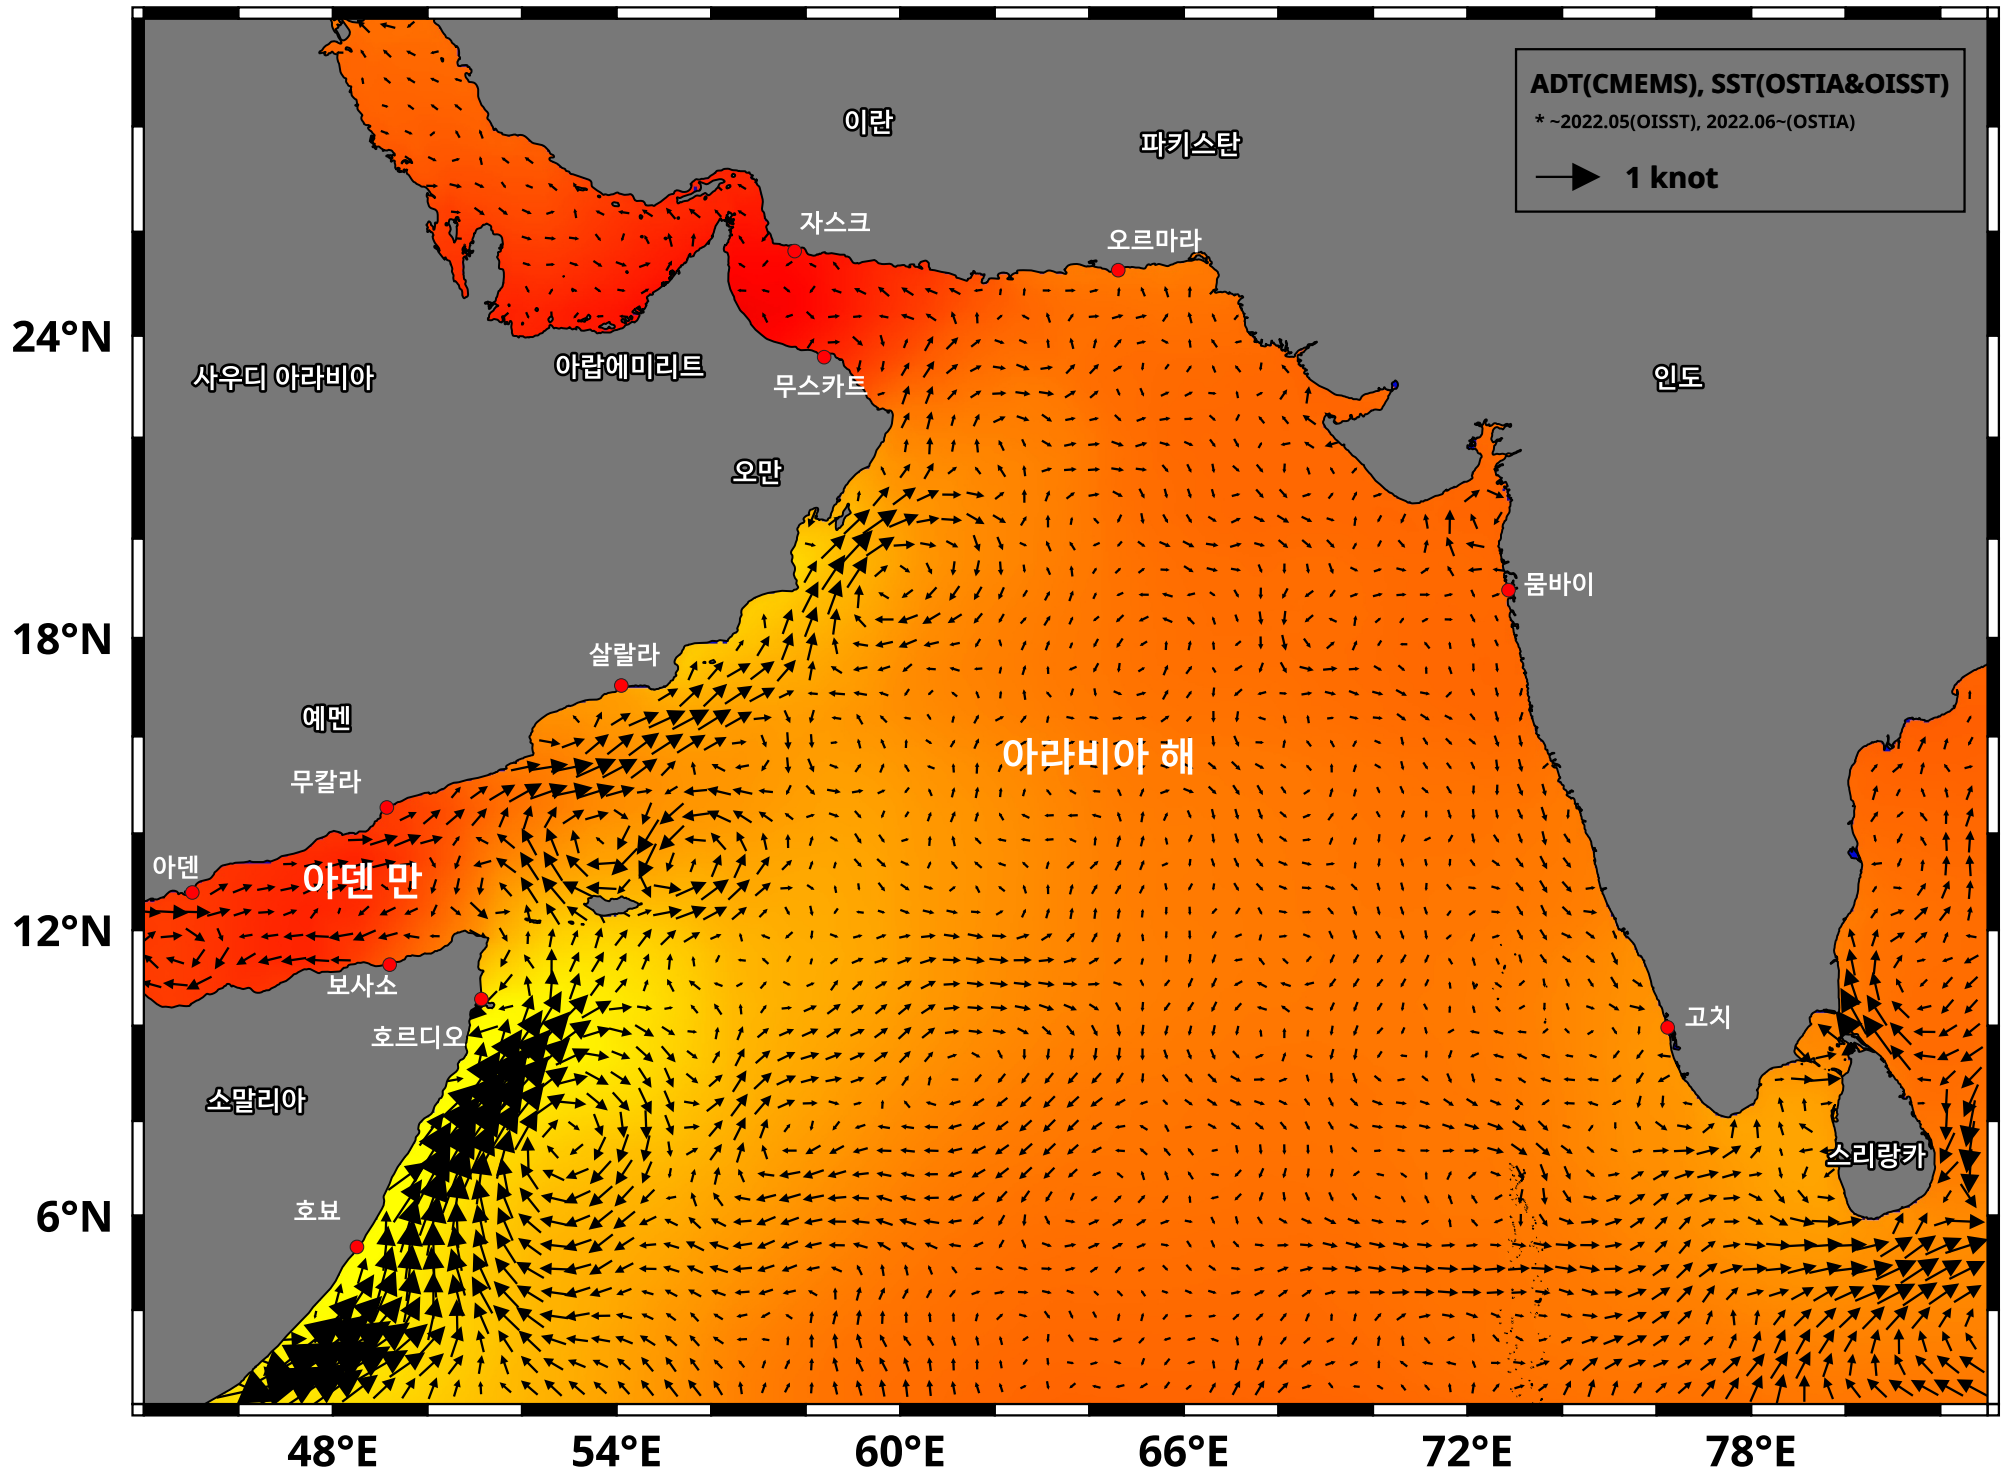 ADT(CMEMS), SST(OSTIA&OISST)
* ~2022.05(OISST), 2022.06~(OSTIA)
1 knot
이란
파키스탄
자스크
오르마라
24°N
사우디 아라비아
아랍에미리트
무스카트
인도
오만
뭄바이
18°N
살랄라
예멘
아라비아 해
무칼라
아덴
아덴 만
12°N
보사소
호르디오
고치
소말리아
스리랑카
호뵤
6°N
48°E
54°E
60°E
66°E
72°E
78°E